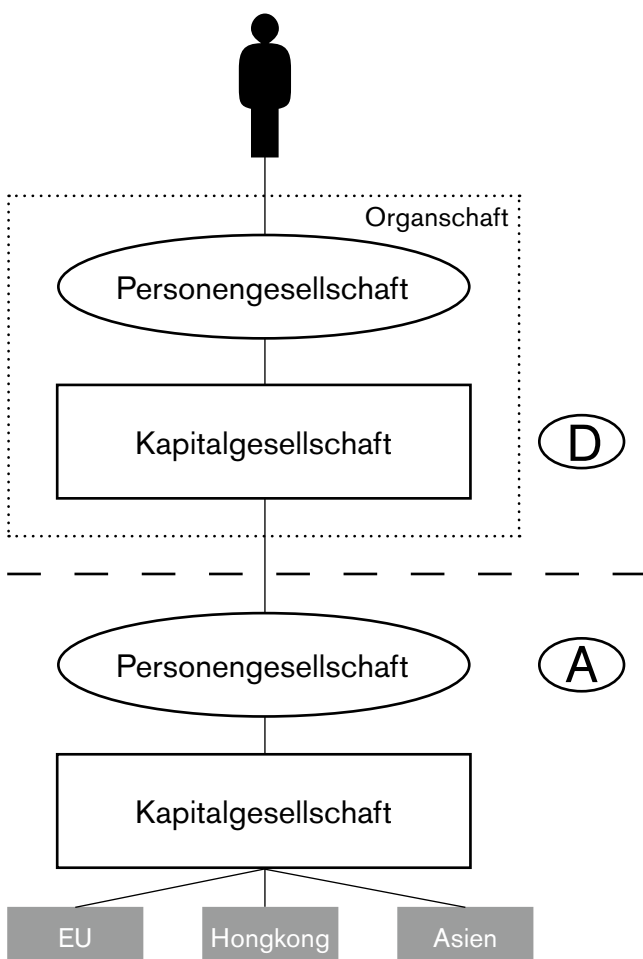 Organschaft
Personengesellschaft
Kapitalgesellschaft
D
Personengesellschaft
A
Kapitalgesellschaft
EU
Hongkong
Asien